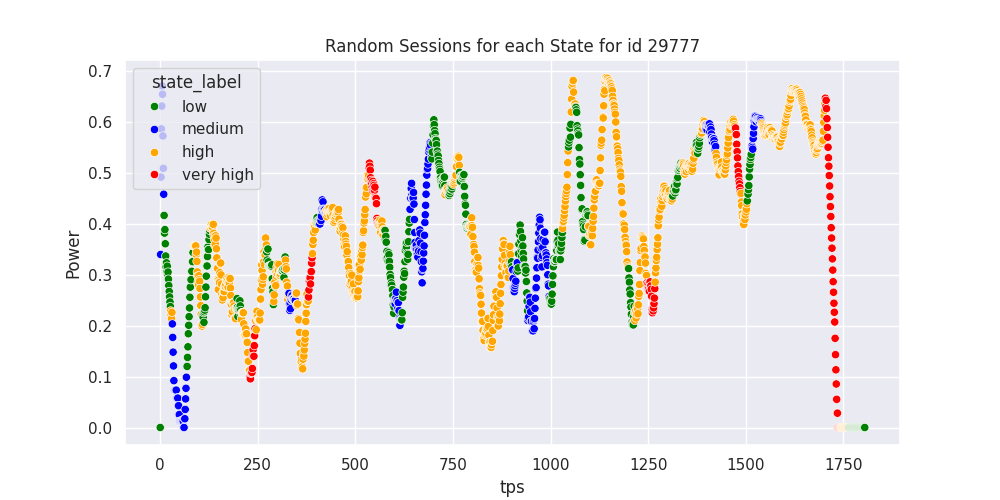 Random Sessions for each State for id 29777
state_label
low
medium
high
very high
Power
0.7
0.6
0.5
0.4
0.3
0.2
0.1
0.0
0 250 500 750 1000 1250 1500 1750
tps